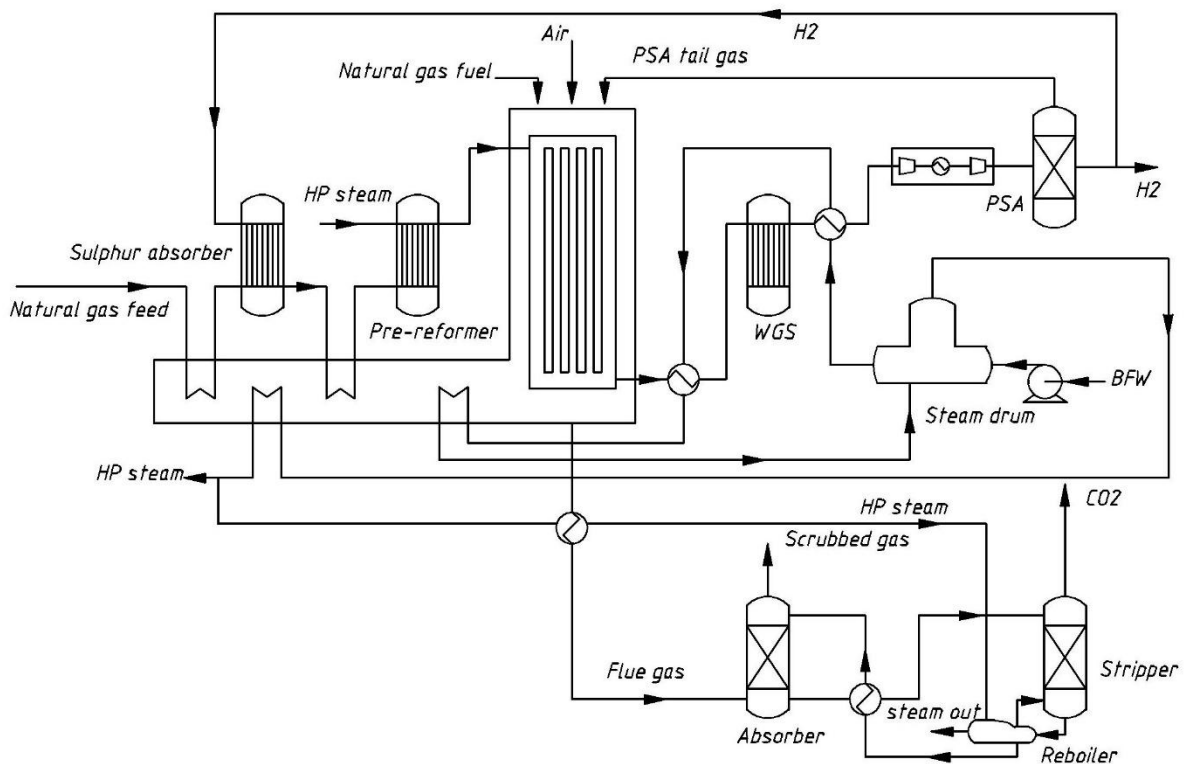 H2
Air
PSA tail gas
Natural gas fuel
HP steam
H2
PSA
Sulphur absorber
Natural gas feed
Pre-reformer
WGS
BFW
Steam drum
HP steam
CO2
HP steam
Scrubbed gas
Flue gas
Stripper
steam out
Absorber
Reboiler